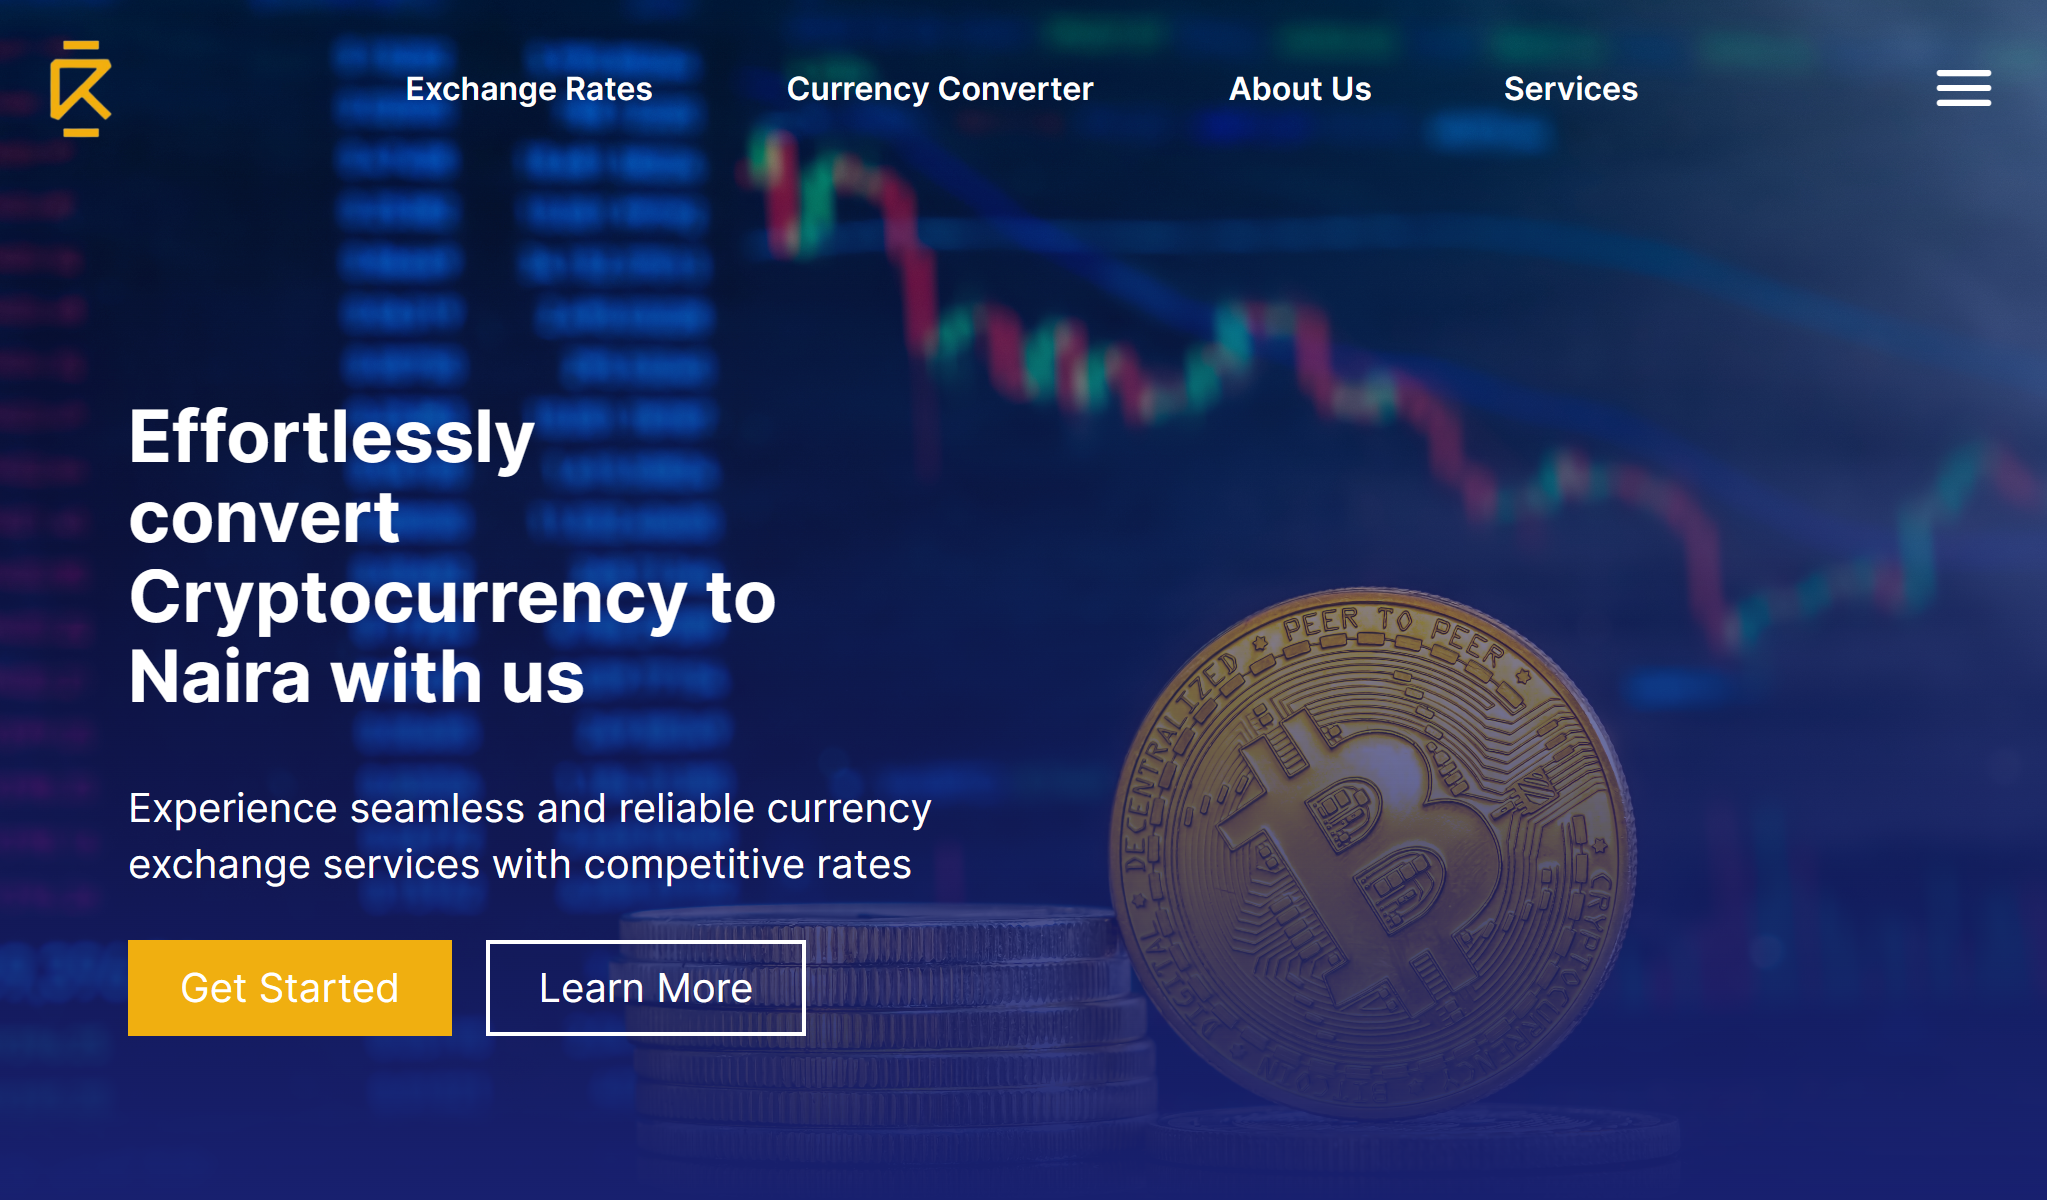 Exchange Rates
Currency Converter
About Us
Services
Effortlessly
convert
Cryptocurrency to
Naira with us
Experience seamless and reliable currency
exchange services with competitive rates
Get Started
Learn More
DECENTRALIZED * PEER TO PEER * CRYPTOCURRENCY * BITCOIN * DIGITAL *